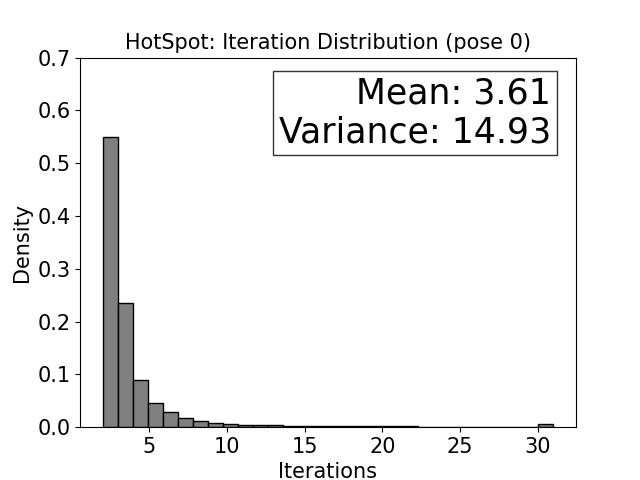 HotSpot: Iteration Distribution (pose 0)
Mean: 3.61
Variance: 14.93
Density
0.7
0.6
0.5
0.4
0.3
0.2
0.1
0.0
5 10 15 20 25 30
Iterations